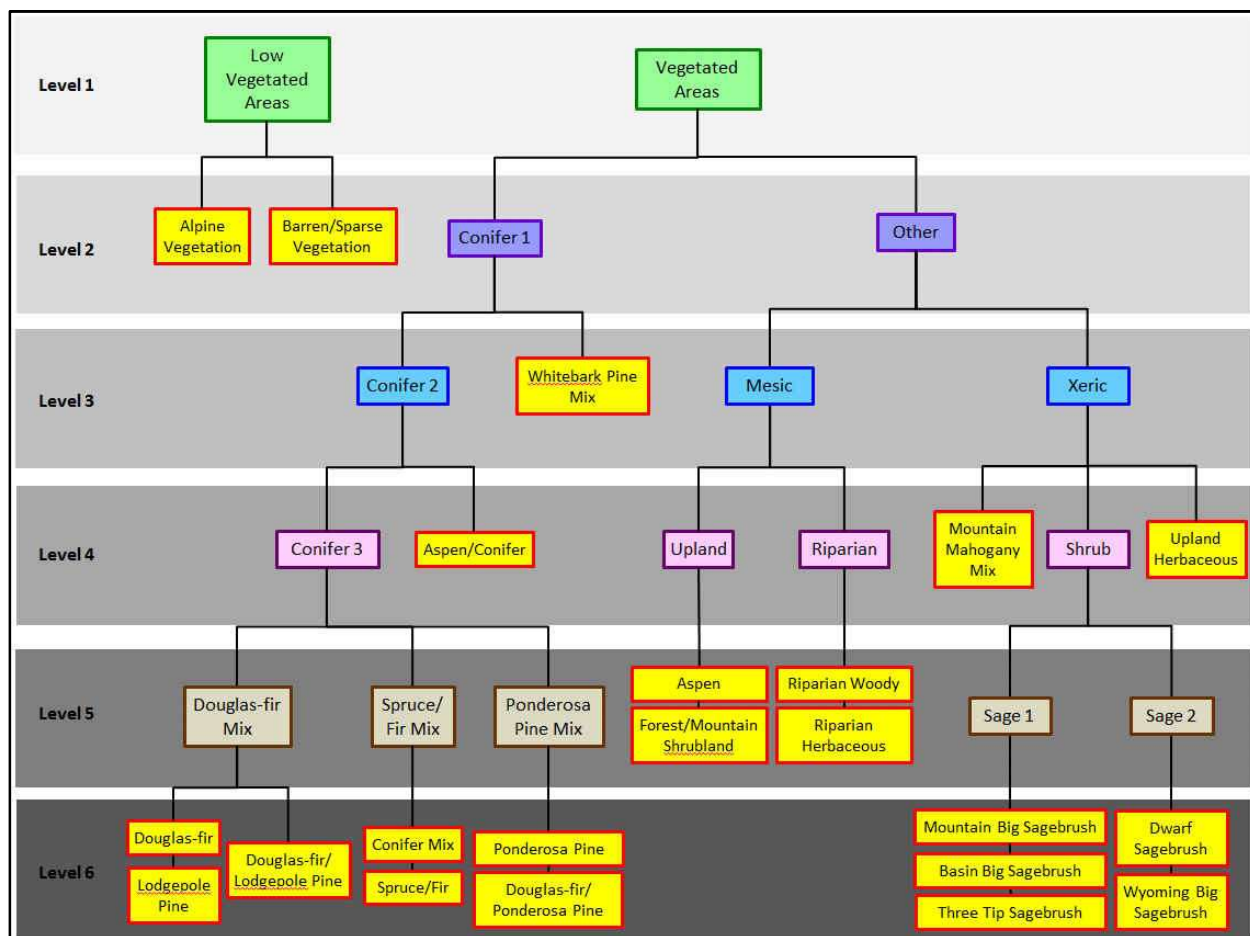 Level 1
Low
Vegetated
Areas
Vegetated
Areas
Level 2
Alpine
Vegetation
Barren/Sparse
Vegetation
Conifer 1
Other
Level 3
Conifer 2
Whitebark Pine
Mix
Mesic
Xeric
Level 4
Conifer 3
Aspen/Conifer
Upland
Riparian
Mountain
Mahogany
Mix
Shrub
Upland
Herbaceous
Level 5
Douglas-fir
Mix
Spruce/
Fir Mix
Ponderosa
Pine Mix
Aspen
Forest/Mountain
Shrubland
Riparian Woody
Riparian
Herbaceous
Sage 1
Sage 2
Level 6
Douglas-fir
Lodgepole
Pine
Douglas-fir/
Lodgepole Pine
Conifer Mix
Spruce/Fir
Ponderosa Pine
Douglas-fir/
Ponderosa Pine
Mountain Big Sagebrush
Basin Big Sagebrush
Three Tip Sagebrush
Dwarf
Sagebrush
Wyoming Big
Sagebrush